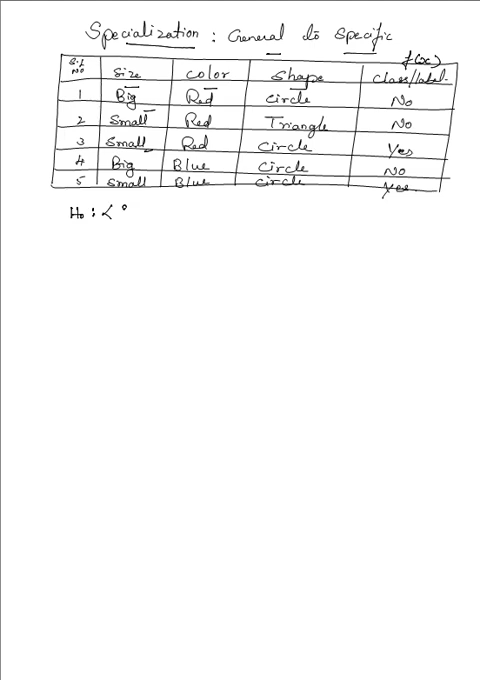 Specialization : General to Specific
f(x)
S.l No Size Color Shape Class/label
1 Big Red Circle No
2 Small Red Triangle No
3 Small Red Circle Yes
4 Big Blue Circle No
5 Small Blue Circle Yes
H₀ : <